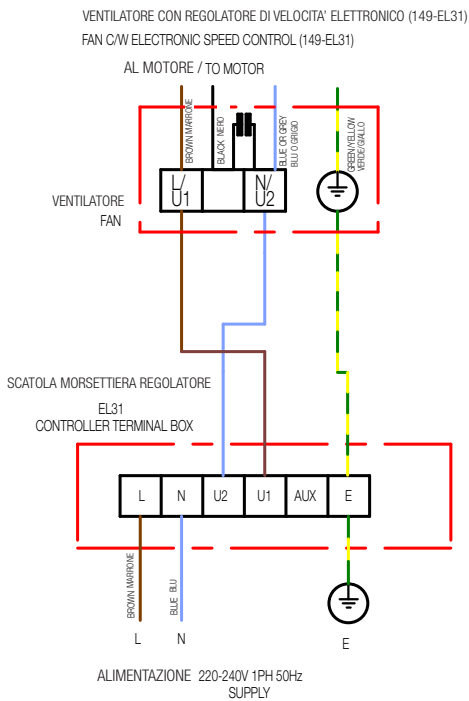 VENTILATORE CON REGOLATORE DI VELOCITA' ELETTRONICO (149-EL31)
FAN C/W ELECTRONIC SPEED CONTROL (149-EL31)
AL MOTORE / TO MOTOR
BROWN MARRONE
BLACK NERO
BLUE OR GREY
BLU O GRIGIO
GREEN/YELLOW
VERDE/GIALLO
L/
U1
N/
U2
VENTILATORE
FAN
SCATOLA MORSETTIERA REGOLATORE
EL31
CONTROLLER TERMINAL BOX
L N U2 U1 AUX E
BROWN MARRONE
BLUE BLU
L N E
ALIMENTAZIONE 220-240V 1PH 50Hz
SUPPLY